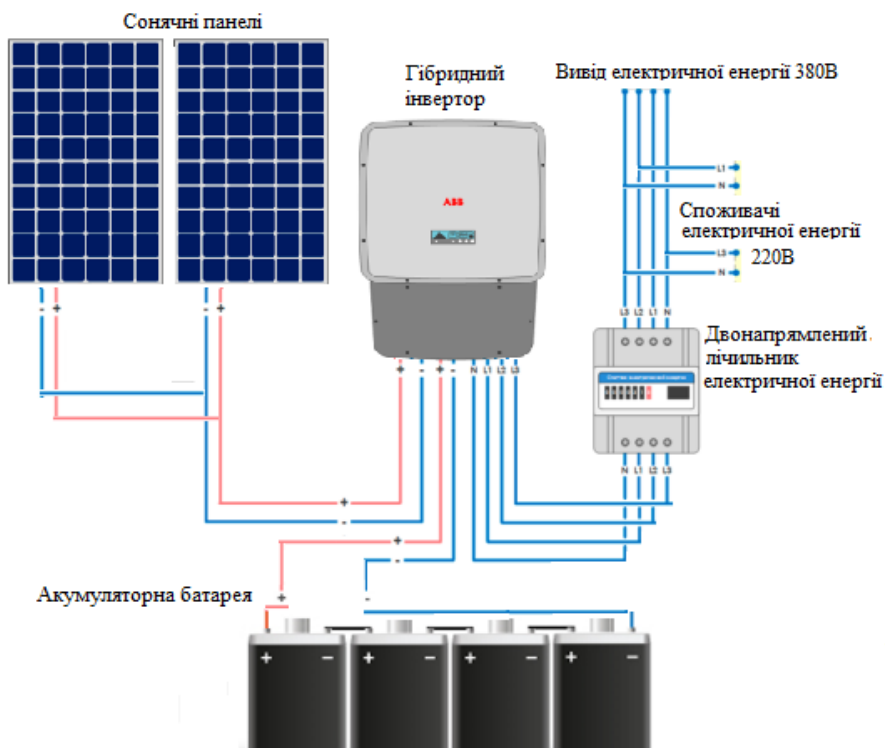 Сонячні панелі
Гібридний
інвертор
Вивід електричної енергії 380В
ABB
L1
N
Споживачі
електричної енергії
220В
L3
N
L3 L2 L1 N
Двонапрямлений
лічильник
електричної енергії
- + - +
+ - + - N L1 L2 L3
N L1 L2 L3
+
-
+
-
Акумуляторна батарея
+
-
+ − + − + − + −